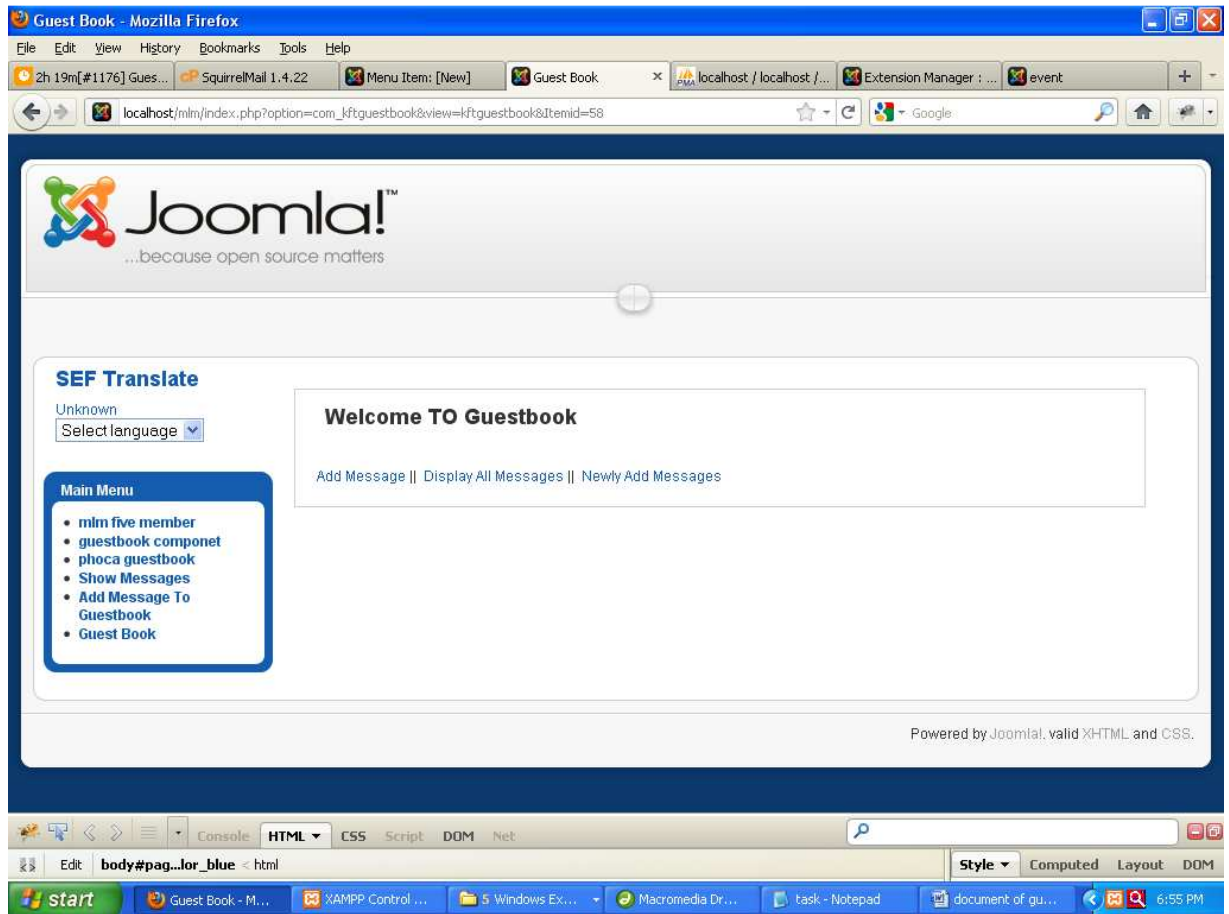 Guest Book - Mozilla Firefox
File Edit View History Bookmarks Tools Help
2h 19m[#1176] Gues... SquirrelMail 1.4.22 Menu Item: [New] Guest Book localhost / localhost /... Extension Manager : ... event
localhost/mlm/index.php?option=com_kftguestbook&view=kftguestbook&Itemid=58 Google
Joomla!™
...because open source matters
SEF Translate
Unknown
Select language
Welcome TO Guestbook
Add Message || Display All Messages || Newly Add Messages
Main Menu
mlm five member
guestbook componet
phoca guestbook
Show Messages
Add Message To
Guestbook
Guest Book
Powered by Joomla!. valid XHTML and CSS.
Console HTML CSS Script DOM Net
Edit body#pag...lor_blue < html Style Computed Layout DOM
start Guest Book - M... XAMPP Control ... 5 Windows Ex... Macromedia Dr... task - Notepad document of gu... 6:55 PM